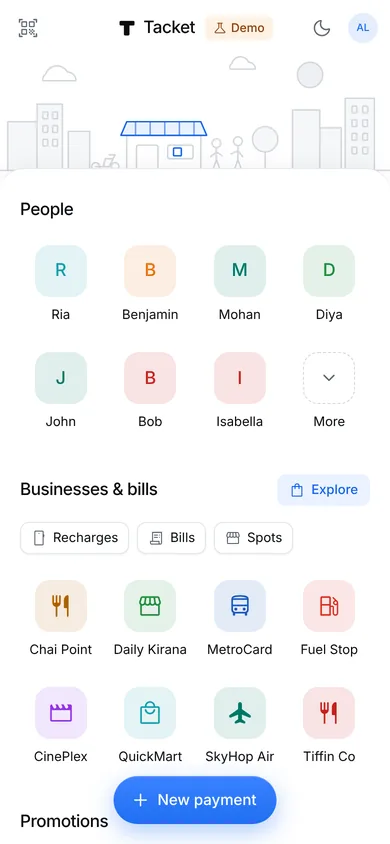 Tacket Demo AL
People
R B M D
Ria Benjamin Mohan Diya
J B I
John Bob Isabella More
Businesses & bills Explore
Recharges Bills Spots
Chai Point Daily Kirana MetroCard Fuel Stop
CinePlex QuickMart SkyHop Air Tiffin Co
+ New payment
Promotions